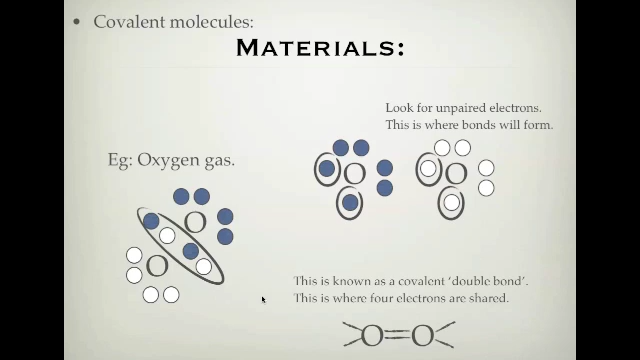 • Covalent molecules:
Materials:
Look for unpaired electrons.
This is where bonds will form.
Eg: Oxygen gas.
O O
O
O
This is known as a covalent ‘double bond’.
This is where four electrons are shared.
O=O